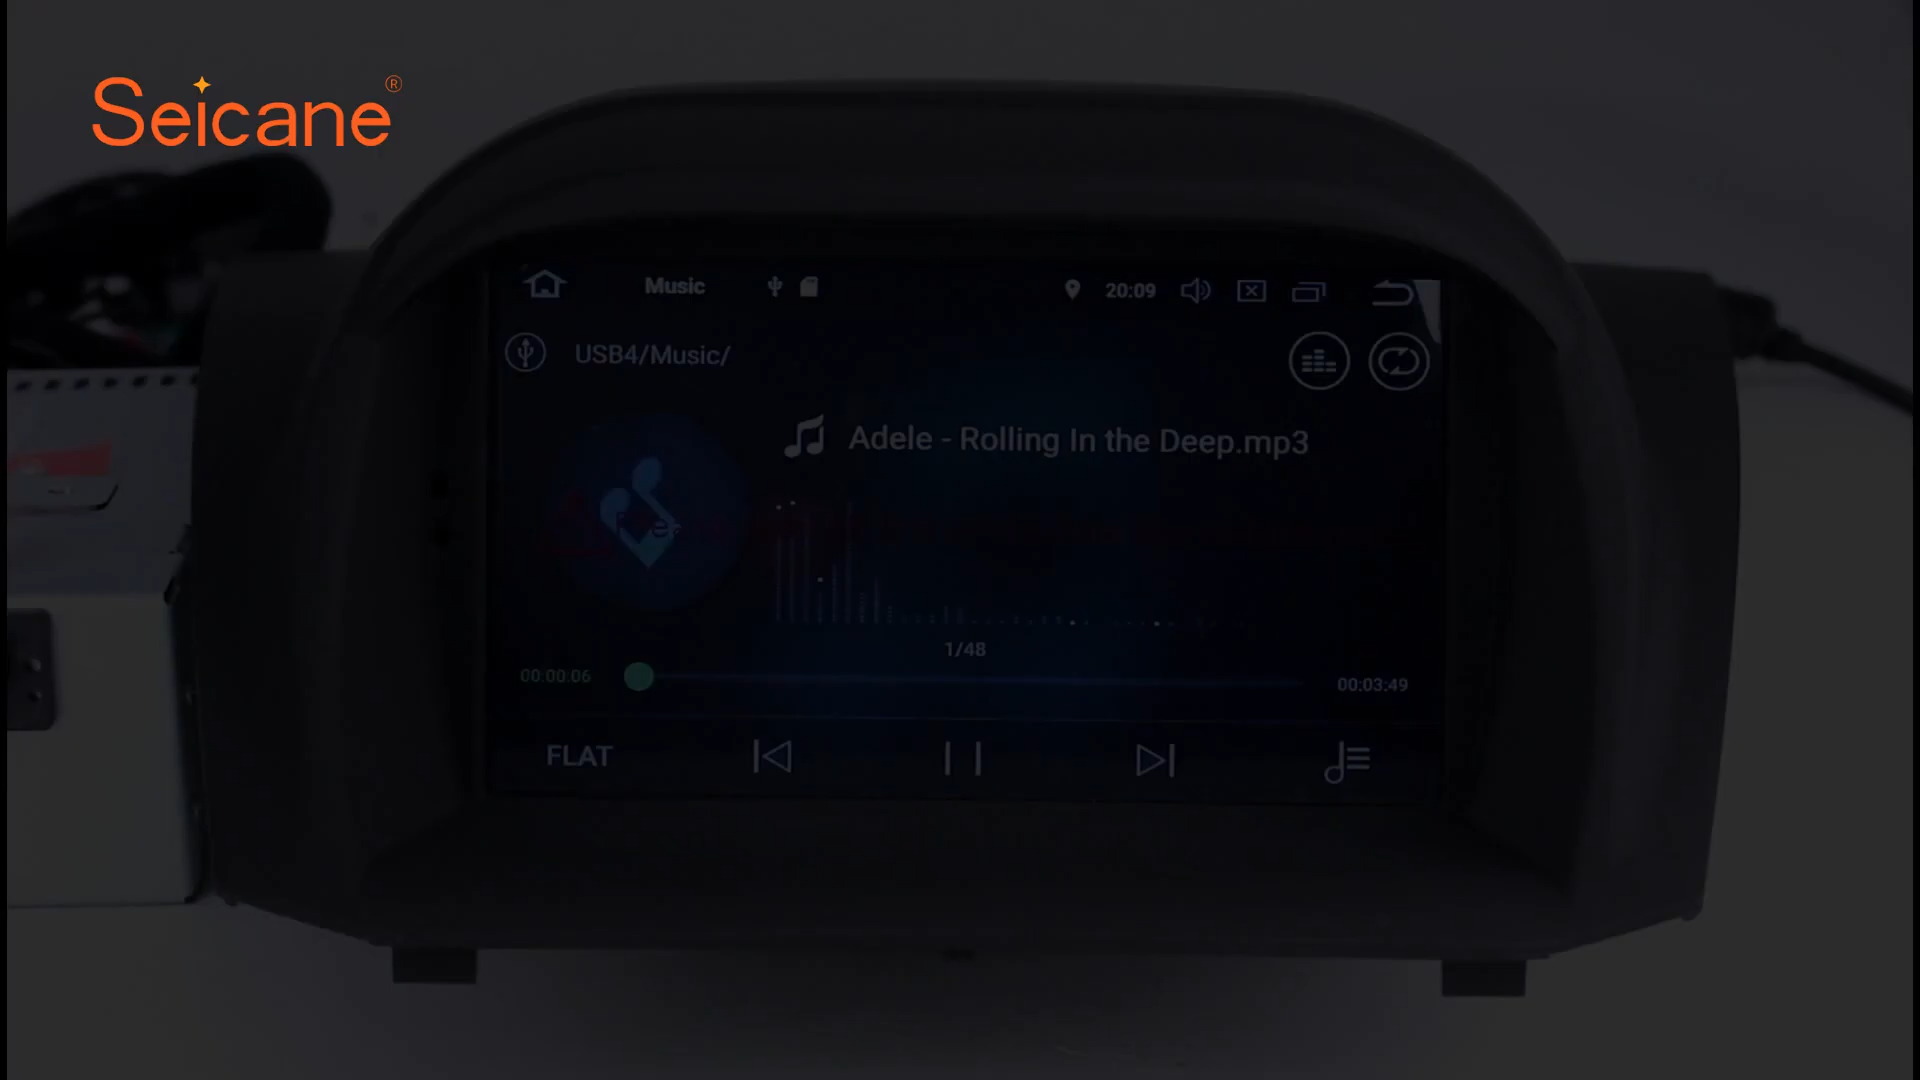 Seicane®
Music
20:09
USB4/Music/
Adele - Rolling In the Deep.mp3
1/48
00:00:06
00:03:49
FLAT